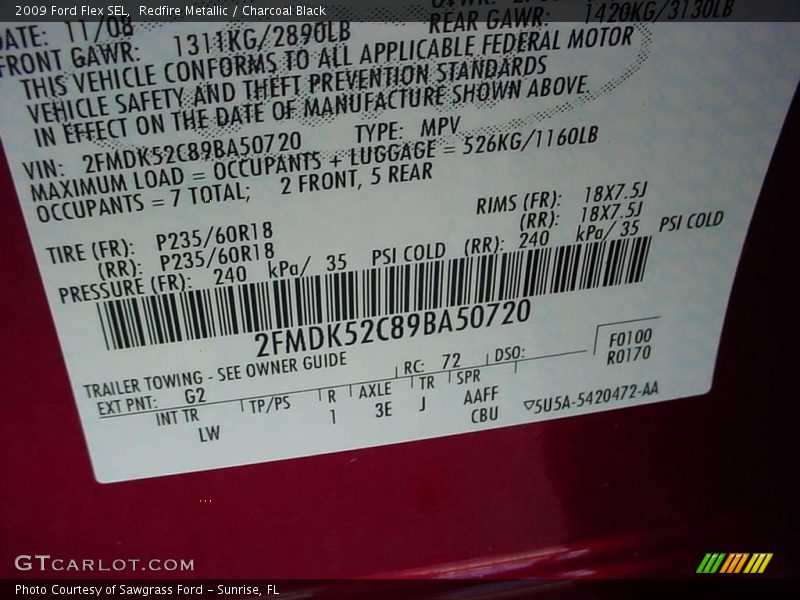 2009 Ford Flex SEL, Redfire Metallic / Charcoal Black
DATE: 11/08
FRONT GAWR: 1311KG/2890LB
REAR GAWR: 1420KG/3130LB
THIS VEHICLE CONFORMS TO ALL APPLICABLE FEDERAL MOTOR
VEHICLE SAFETY AND THEFT PREVENTION STANDARDS
IN EFFECT ON THE DATE OF MANUFACTURE SHOWN ABOVE.
VIN: 2FMDK52C89BA50720 TYPE: MPV
MAXIMUM LOAD = OCCUPANTS + LUGGAGE = 526KG/1160LB
OCCUPANTS = 7 TOTAL; 2 FRONT, 5 REAR
TIRE (FR): P235/60R18 RIMS (FR): 18X7.5J
(RR): P235/60R18 (RR): 18X7.5J
PRESSURE (FR): 240 kPa/ 35 PSI COLD (RR): 240 kPa/ 35 PSI COLD
2FMDK52C89BA50720
TRAILER TOWING - SEE OWNER GUIDE
EXT PNT: G2 RC: 72 DSO: F0100
R0170
INT TR TP/PS R AXLE TR SPR
LW 1 3E J AAFF
CBU
▽5U5A-5420472-AA
GTCARLOT.COM
Photo Courtesy of Sawgrass Ford - Sunrise, FL